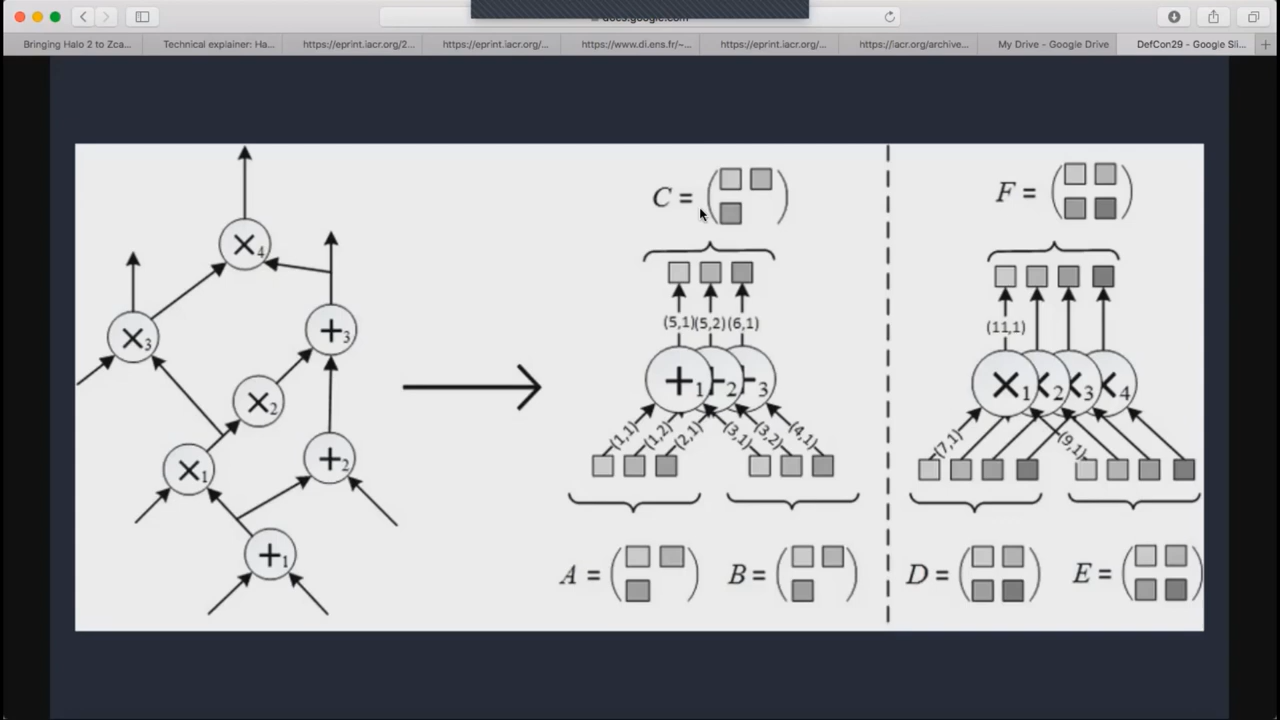 docs.google.com
Bringing Halo 2 to Zca...
Technical explainer: Ha...
https://eprint.iacr.org/2...
https://eprint.iacr.org/...
https://www.di.ens.fr/~...
https://eprint.iacr.org/...
https://iacr.org/archive...
My Drive – Google Drive
DefCon29 – Google Sli...
×4
×3
+3
×2
×1
+2
+1
C =
(5,1) (5,2) (6,1)
+1 +2 +3
(1,1) (1,2) (2,1) (3,1) (3,2) (4,1)
A = B =
F =
(11,1)
×1 ×2 ×3 ×4
(7,1) (9,1)
D = E =